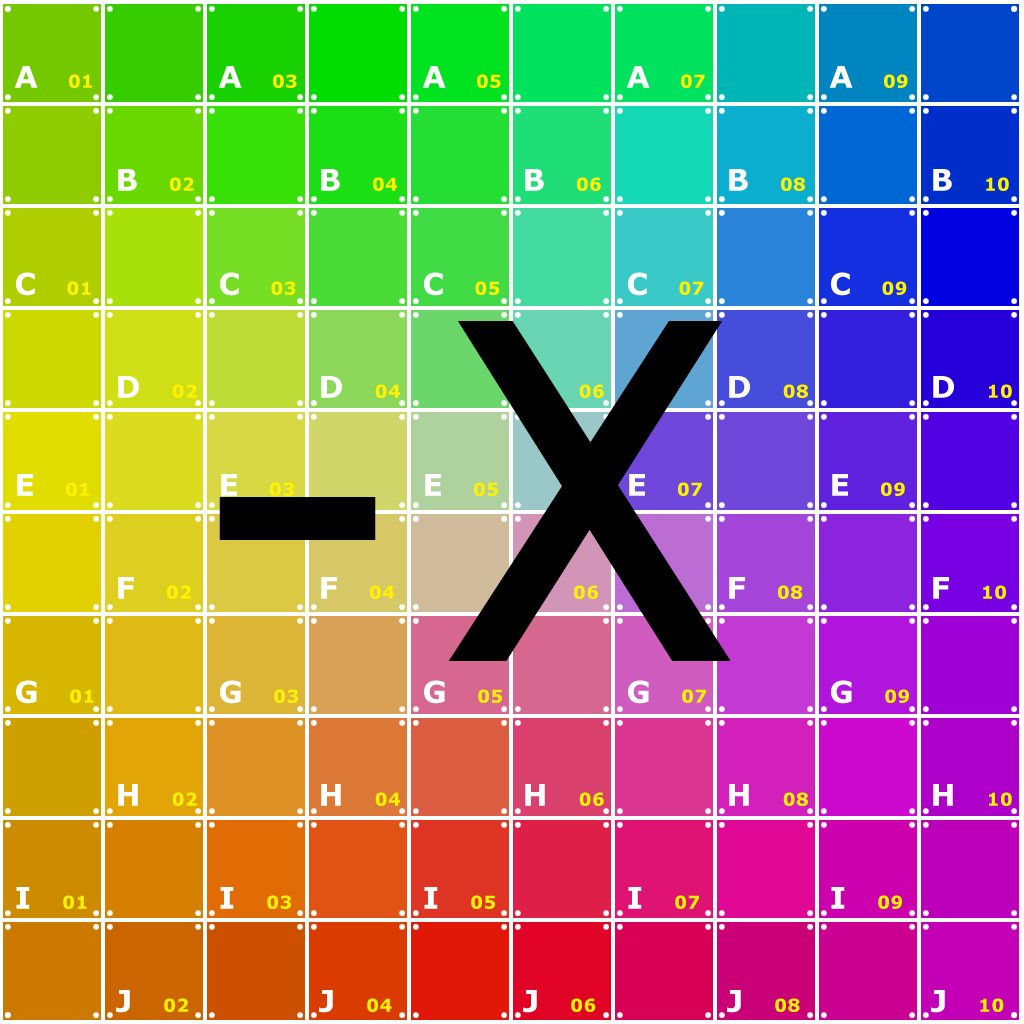 A 01 A 03 A 05 A 07 A 09
B 02 B 04 B 06 B 08 B 10
C 01 C 03 C 05 C 07 C 09
D 02 D 04 06 D 08 D 10
E 01 E 03 E 05 E 07 E 09
-X
F 02 F 04 06 F 08 F 10
G 01 G 03 G 05 G 07 G 09
H 02 H 04 H 06 H 08 H 10
I 01 I 03 I 05 I 07 I 09
J 02 J 04 J 06 J 08 J 10